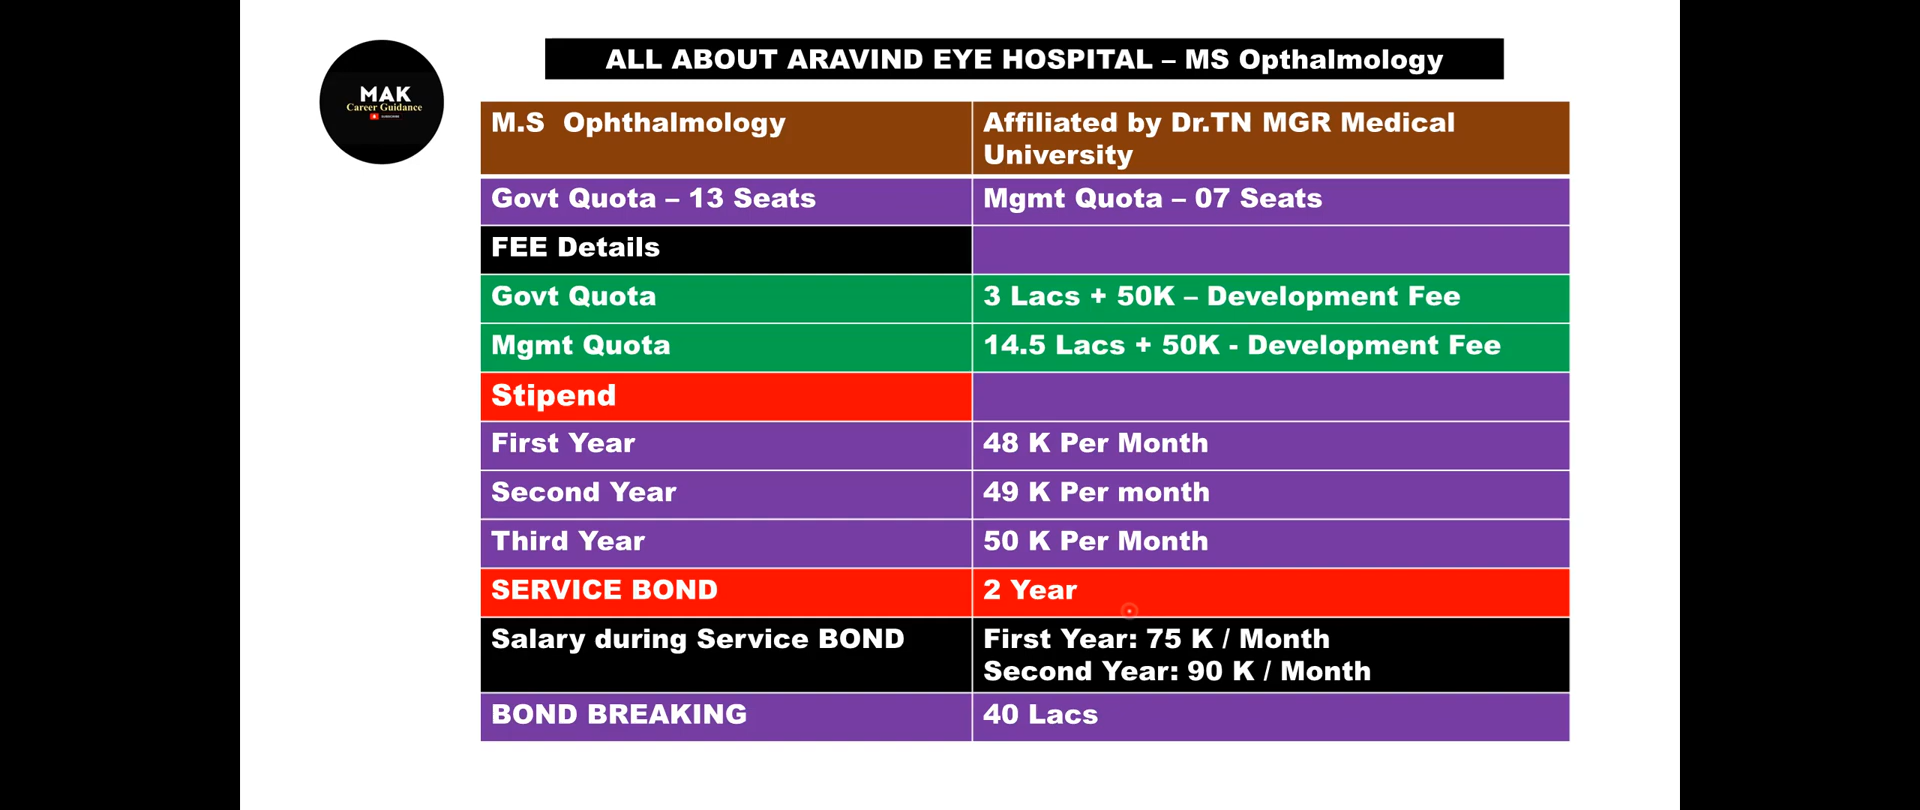 ALL ABOUT ARAVIND EYE HOSPITAL – MS Opthalmology
MAK
Career Guidance
SUBSCRIBE
M.S Ophthalmology
Affiliated by Dr.TN MGR Medical
University
Govt Quota – 13 Seats
Mgmt Quota – 07 Seats
FEE Details
Govt Quota
3 Lacs + 50K – Development Fee
Mgmt Quota
14.5 Lacs + 50K - Development Fee
Stipend
First Year
48 K Per Month
Second Year
49 K Per month
Third Year
50 K Per Month
SERVICE BOND
2 Year
Salary during Service BOND
First Year: 75 K / Month
Second Year: 90 K / Month
BOND BREAKING
40 Lacs